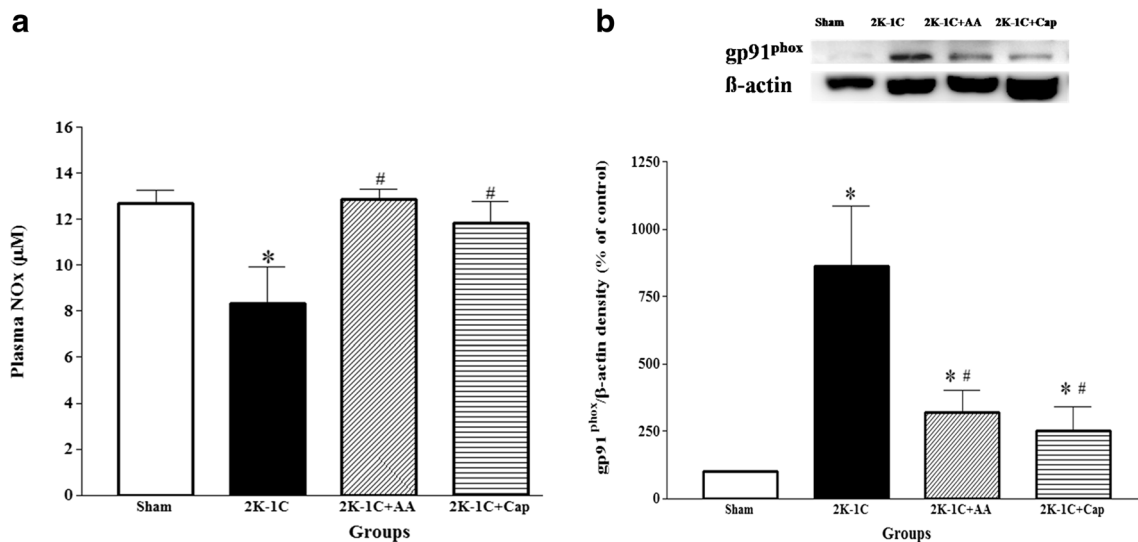 a
16
14
12
10
8
6
4
2
0
Plasma NOx (µM)
*
#
#
Sham 2K-1C 2K-1C+AA 2K-1C+Cap
Groups
b
Sham 2K-1C 2K-1C+AA 2K-1C+Cap
gp91phox
ß-actin
1250
1000
750
500
250
0
gp91 phox/β-actin density (% of control)
*
* #
* #
Sham 2K-1C 2K-1C+AA 2K-1C+Cap
Groups